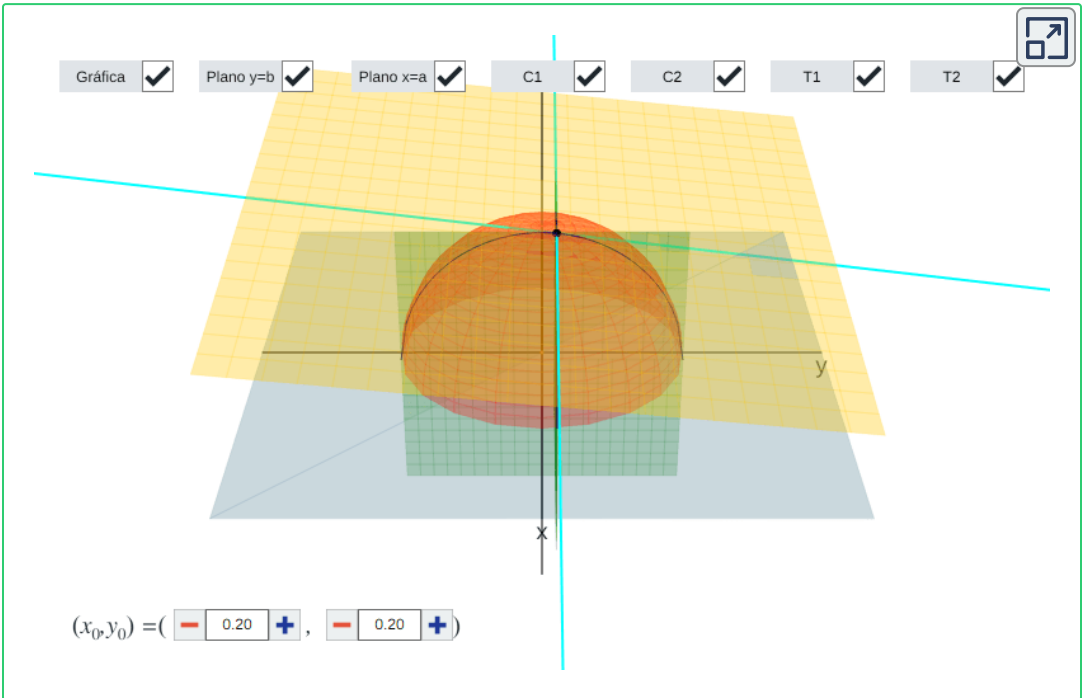 Gráfica Plano y=b Plano x=a C1 C2 T1 T2
y
x
(x₀,y₀) =( − 0.20 + , − 0.20 + )